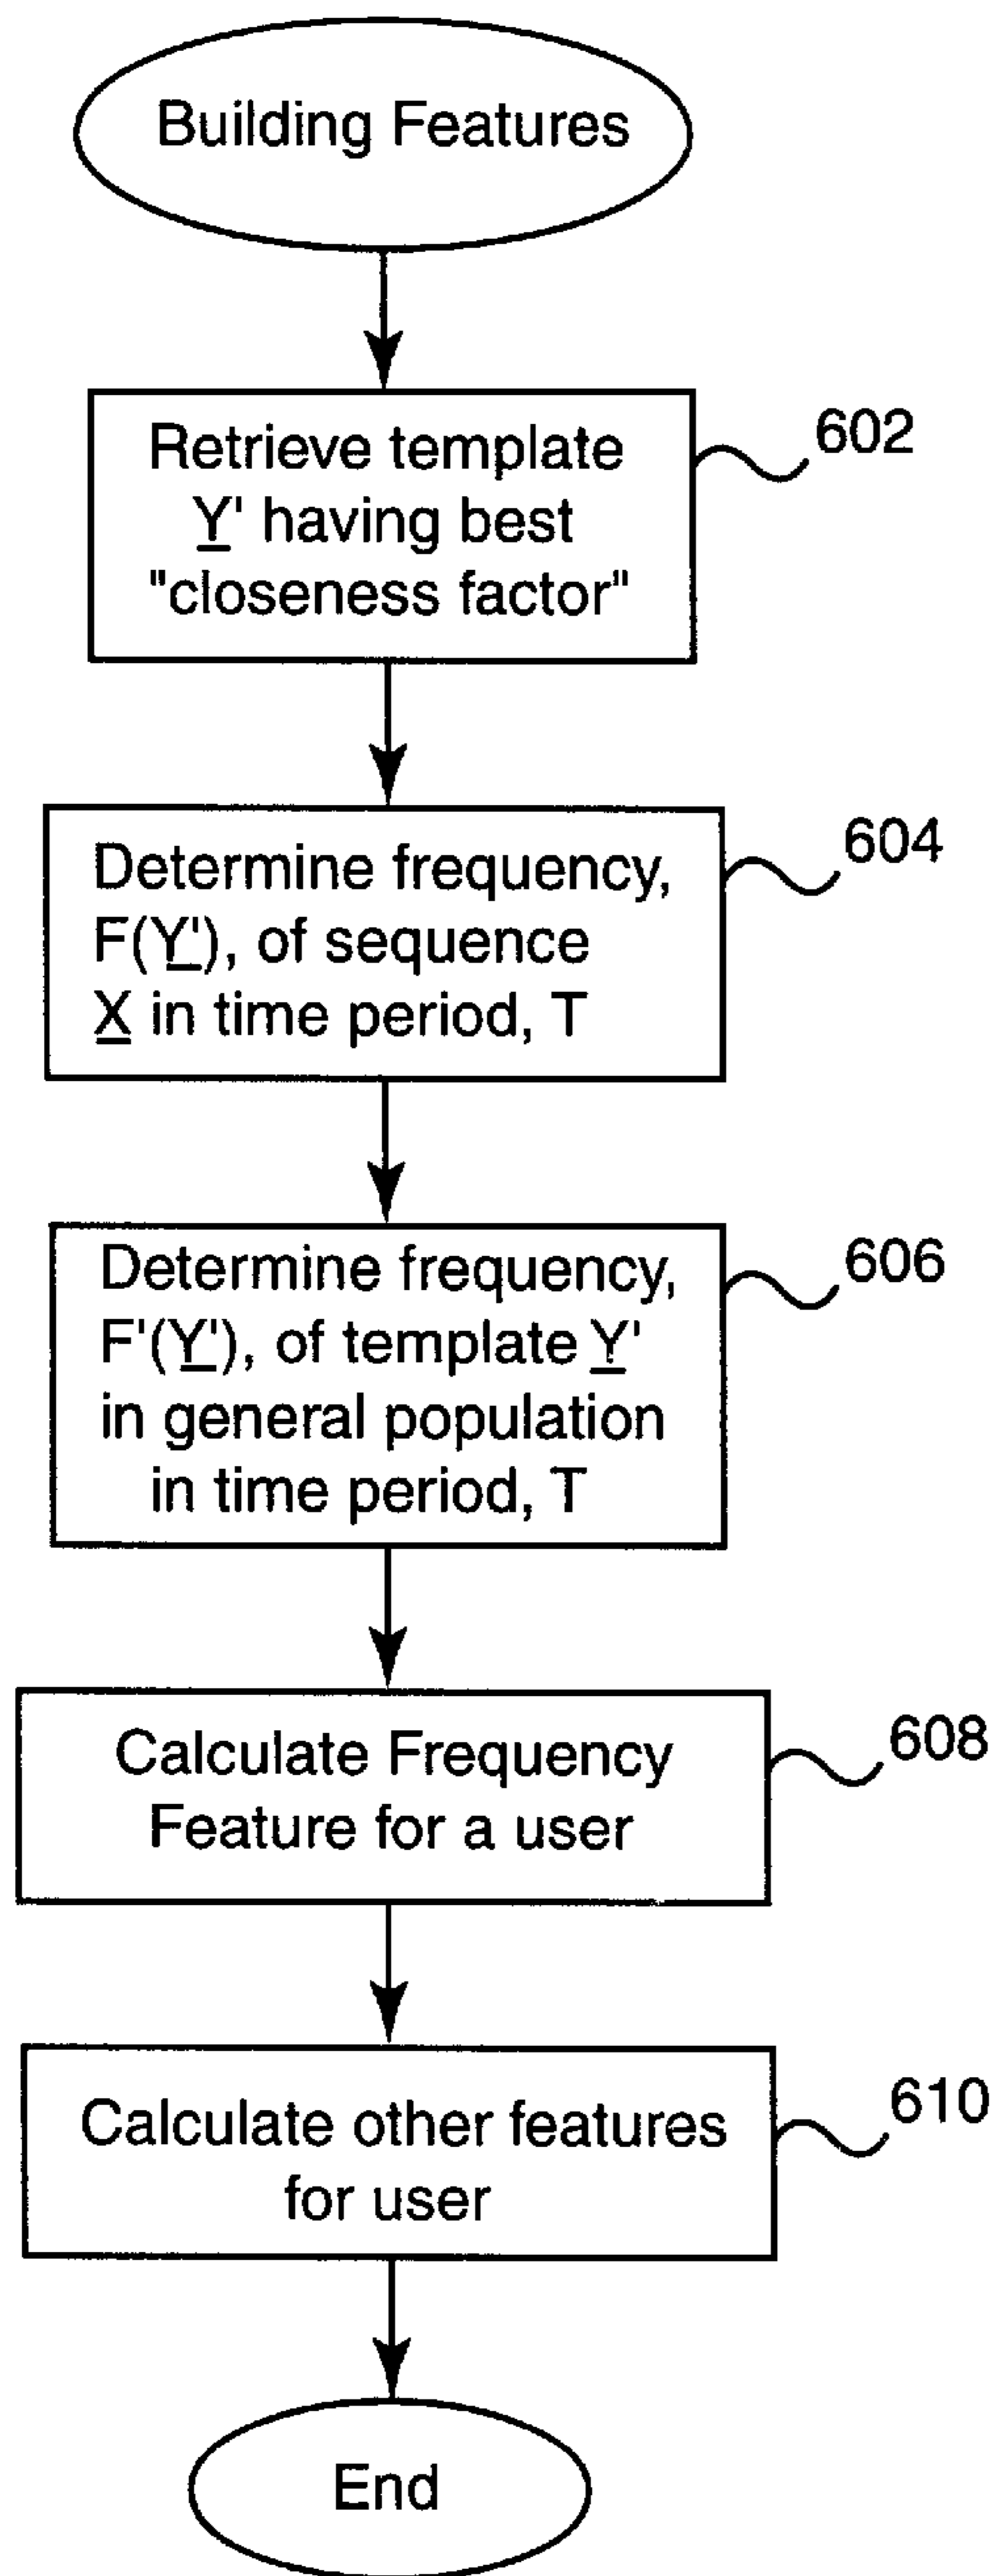 Building Features
Retrieve template
Y' having best
"closeness factor"
602
Determine frequency,
F(Y'), of sequence
X in time period, T
604
Determine frequency,
F'(Y'), of template Y'
in general population
in time period, T
606
Calculate Frequency
Feature for a user
608
Calculate other features
for user
610
End